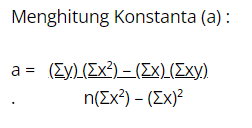 Menghitung Konstanta (a) :
a = (Σy) (Σx²) – (Σx) (Σxy)
. n(Σx²) – (Σx)²